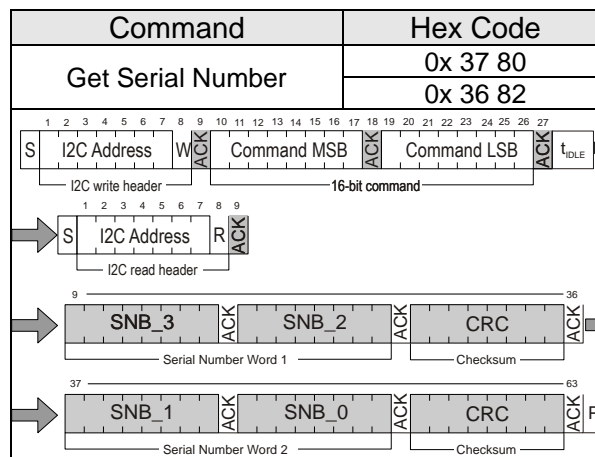 Command Hex Code
Get Serial Number
0x 37 80
0x 36 82
1 2 3 4 5 6 7 8 9 10 11 12 13 14 15 16 17 18 19 20 21 22 23 24 25 26 27
S I2C Address W ACK Command MSB ACK Command LSB ACK tIDLE
I2C write header 16-bit command
1 2 3 4 5 6 7 8 9
S I2C Address R ACK
I2C read header
9 36
SNB_3 ACK SNB_2 ACK CRC ACK
Serial Number Word 1 Checksum
37 63
SNB_1 ACK SNB_0 ACK CRC ACK P
Serial Number Word 2 Checksum